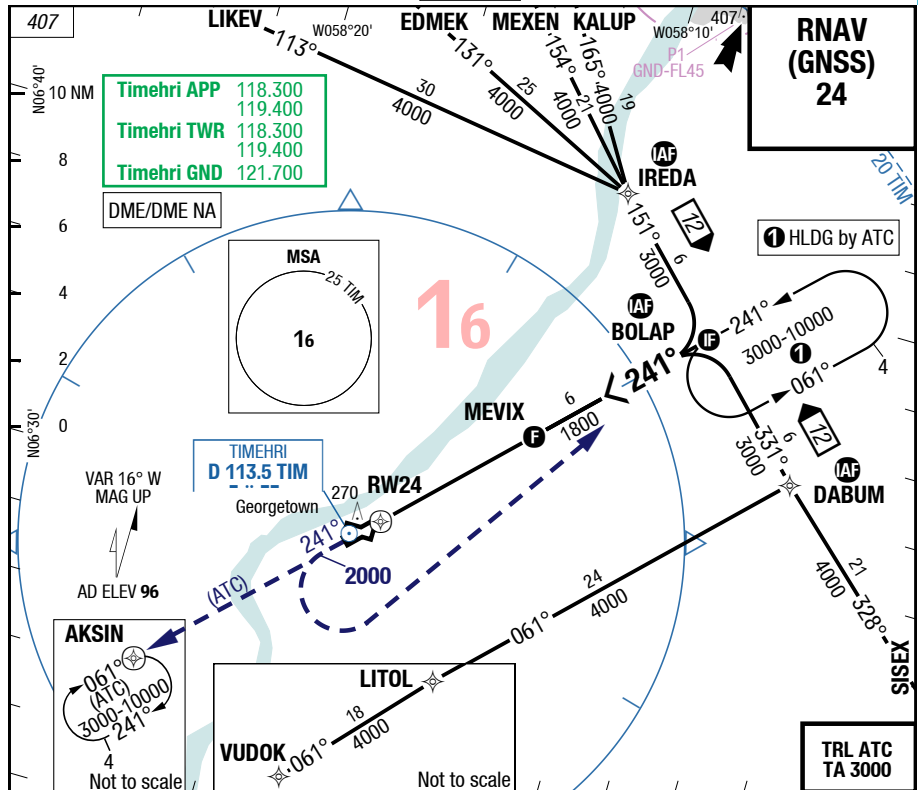 407
LIKEV
W058°20'
EDMEK
MEXEN
KALUP
W058°10'
407
RNAV
(GNSS)
24
P1
GND-FL45
N06°40'
113°
30
4000
131°
25
4000
154°
21
4000
165°
4000
19
10 NM
8
6
4
2
0
N06°30'
Timehri APP 118.300
119.400
Timehri TWR 118.300
119.400
Timehri GND 121.700
DME/DME NA
MSA
25 TIM
16
16
IAF
IREDA
20 TIM
151°
6
3000
12
1 HLDG by ATC
IAF
BOLAP
IF
241°
3000-10000
1
061°
4
241°
MEVIX
F
6
1800
331°
6
3000
12
IAF
DABUM
TIMEHRI
D 113.5 TIM
Georgetown
270
RW24
VAR 16° W
MAG UP
AD ELEV 96
241°
(ATC)
2000
24
4000
061°
21
4000
328°
SISEX
AKSIN
061°
(ATC)
3000-10000
241°
4
Not to scale
LITOL
18
4000
061°
VUDOK
Not to scale
TRL ATC
TA 3000